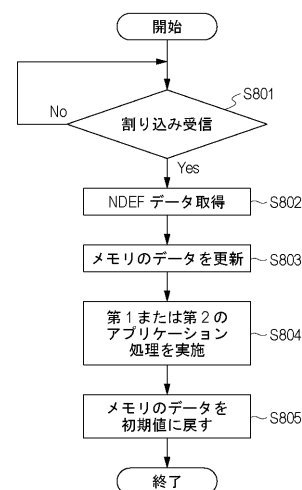 開始
S801
No
割り込み受信
Yes
NDEF データ取得
S802
メモリのデータを更新
S803
第1または第2の
アプリケーション
処理を実施
S804
メモリのデータを
初期値に戻す
S805
終了